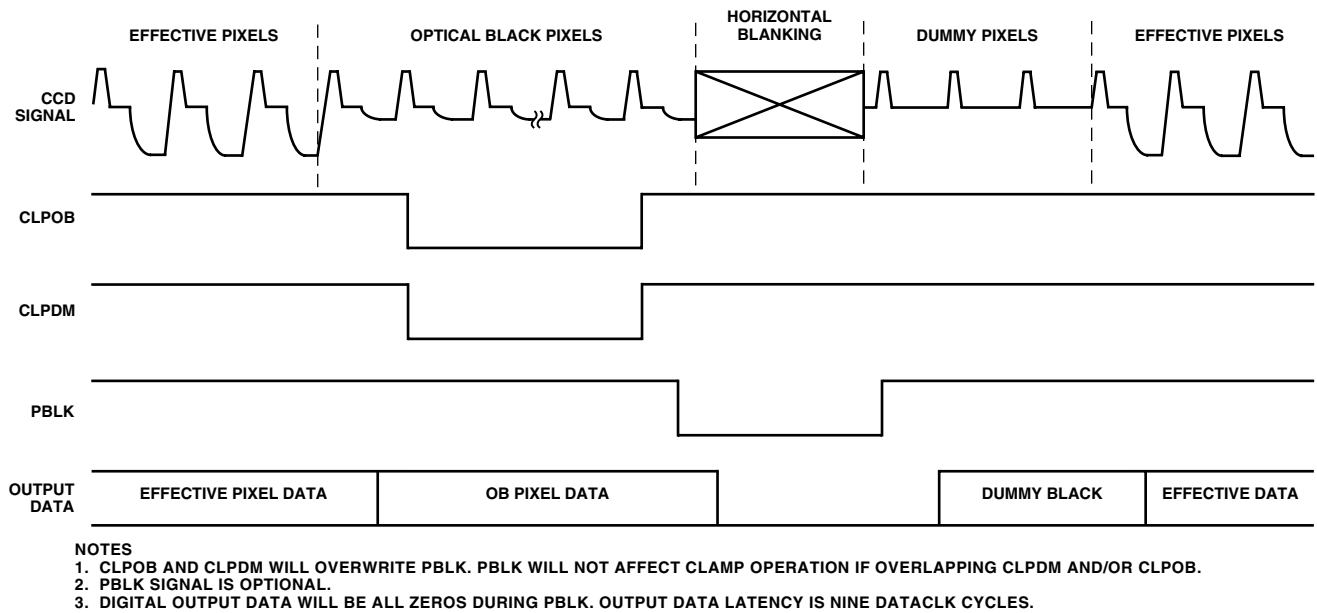 HORIZONTAL
BLANKING
EFFECTIVE PIXELS
OPTICAL BLACK PIXELS
DUMMY PIXELS
EFFECTIVE PIXELS
CCD
SIGNAL
CLPOB
CLPDM
PBLK
OUTPUT
DATA
EFFECTIVE PIXEL DATA
OB PIXEL DATA
DUMMY BLACK
EFFECTIVE DATA
NOTES
1. CLPOB AND CLPDM WILL OVERWRITE PBLK. PBLK WILL NOT AFFECT CLAMP OPERATION IF OVERLAPPING CLPDM AND/OR CLPOB.
2. PBLK SIGNAL IS OPTIONAL.
3. DIGITAL OUTPUT DATA WILL BE ALL ZEROS DURING PBLK. OUTPUT DATA LATENCY IS NINE DATACLK CYCLES.